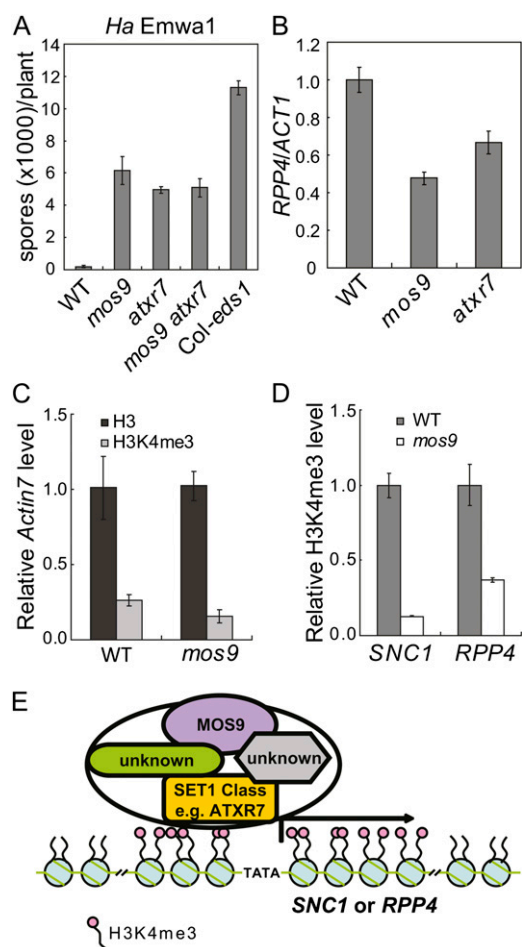 A
Ha Emwa1
spores (x1000)/plant
14
12
10
8
6
4
2
0
WT
mos9
atxr7
mos9 atxr7
Col-eds1
B
RPP4/ACT1
1.2
1.0
0.8
0.6
0.4
0.2
0
WT
mos9
atxr7
C
Relative Actin7 level
1.5
1.0
0.5
0.0
H3
H3K4me3
WT
mos9
D
Relative H3K4me3 level
1.5
1.0
0.5
0.0
WT
mos9
SNC1
RPP4
E
MOS9
unknown
unknown
SET1 Class
e.g. ATXR7
TATA
SNC1 or RPP4
H3K4me3